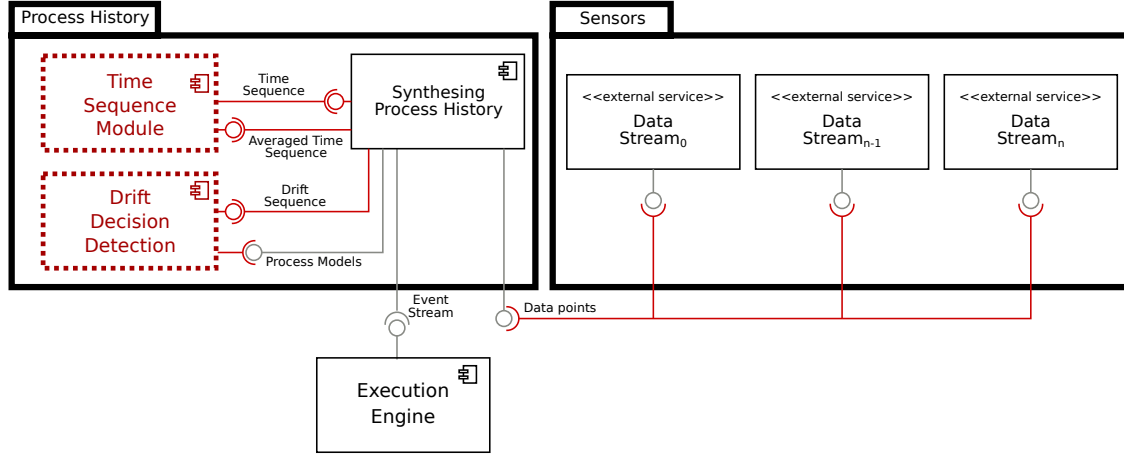 Process History
Sensors
Time
Sequence
Module
Time
Sequence
Averaged Time
Sequence
Synthesing
Process History
Drift
Decision
Detection
Drift
Sequence
Process Models
<<external service>>
Data
Stream0
<<external service>>
Data
Streamn-1
<<external service>>
Data
Streamn
Event
Stream
Data points
Execution
Engine